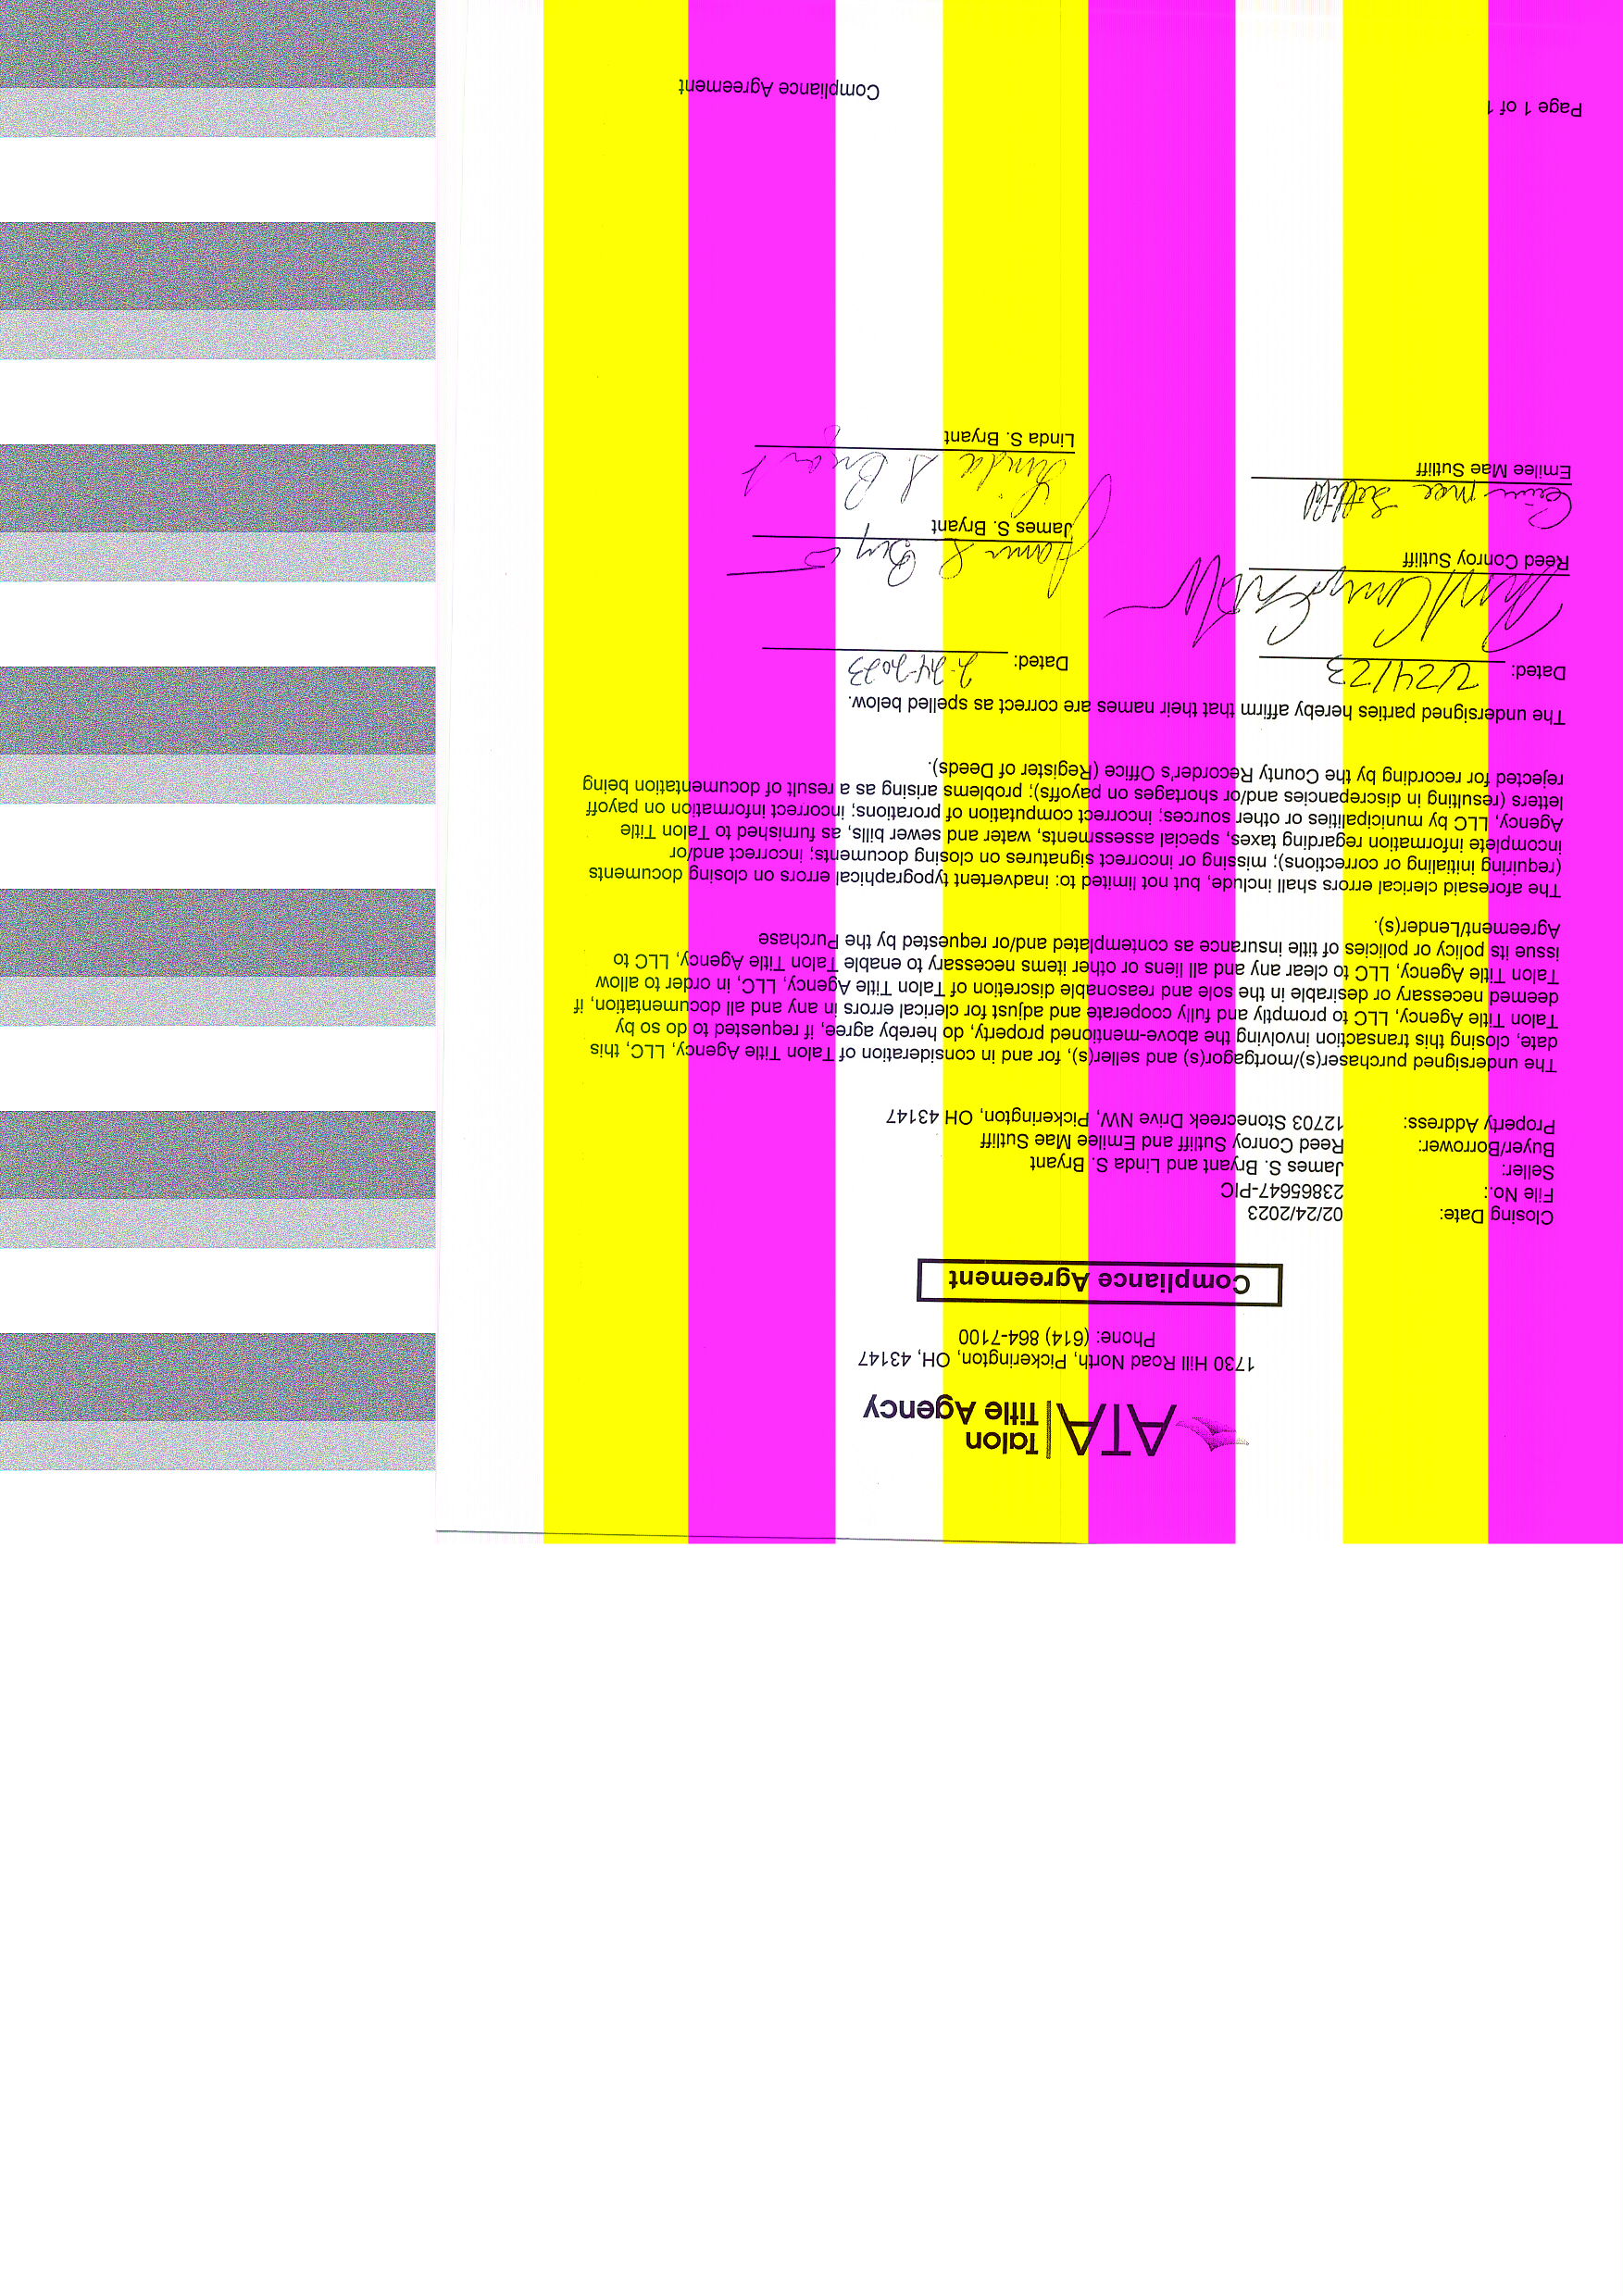 ATA Talon
Title Agency
1730 Hill Road North, Pickerington, OH, 43147
Phone: (614) 864-7100
Compliance Agreement
Closing Date: 02/24/2023
File No.: 23865647-PIC
Seller: James S. Bryant and Linda S. Bryant
Buyer/Borrower: Reed Conroy Sutliff and Emilee Mae Sutliff
Property Address: 12703 Stonecreek Drive NW, Pickerington, OH 43147
The undersigned purchaser(s)/mortgagor(s) and seller(s), for and in consideration of Talon Title Agency, LLC, this
date, closing this transaction involving the above-mentioned property, do hereby agree, if requested to do so by
Talon Title Agency, LLC to promptly and fully cooperate and adjust for clerical errors in any and all documentation, if
deemed necessary or desirable in the sole and reasonable discretion of Talon Title Agency, LLC, in order to allow
Talon Title Agency, LLC to clear any and all liens or other items necessary to enable Talon Title Agency, LLC to
issue its policy or policies of title insurance as contemplated and/or requested by the Purchase
Agreement/Lender(s).
The aforesaid clerical errors shall include, but not limited to: inadvertent typographical errors on closing documents
(requiring initialing or corrections); missing or incorrect signatures on closing documents; incorrect and/or
incomplete information regarding taxes, special assessments, water and sewer bills, as furnished to Talon Title
Agency, LLC by municipalities or other sources; incorrect computation of prorations; incorrect information on payoff
letters (resulting in discrepancies and/or shortages on payoffs); problems arising as a result of documentation being
rejected for recording by the County Recorder's Office (Register of Deeds).
The undersigned parties hereby affirm that their names are correct as spelled below.
Dated: 2/24/23 Dated: 2-24-2023
Reed Conroy Sutliff James S. Bryant
Linda S. Bryant
Emilee Mae Sutliff Linda S. Bryant
Page 1 of 1 Compliance Agreement